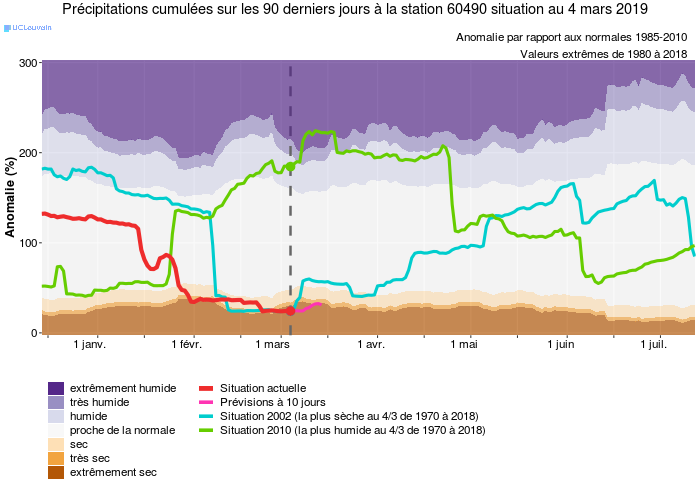 Précipitations cumulées sur les 90 derniers jours à la station 60490 situation au 4 mars 2019
UCLouvain
Anomalie par rapport aux normales 1985-2010
Valeurs extrêmes de 1980 à 2018
Anomalie (%)
300
200
100
0
1 janv.
1 févr.
1 mars
1 avr.
1 mai
1 juin
1 juil.
extrêmement humide
très humide
humide
proche de la normale
sec
très sec
extrêmement sec
Situation actuelle
Prévisions à 10 jours
Situation 2002 (la plus sèche au 4/3 de 1970 à 2018)
Situation 2010 (la plus humide au 4/3 de 1970 à 2018)